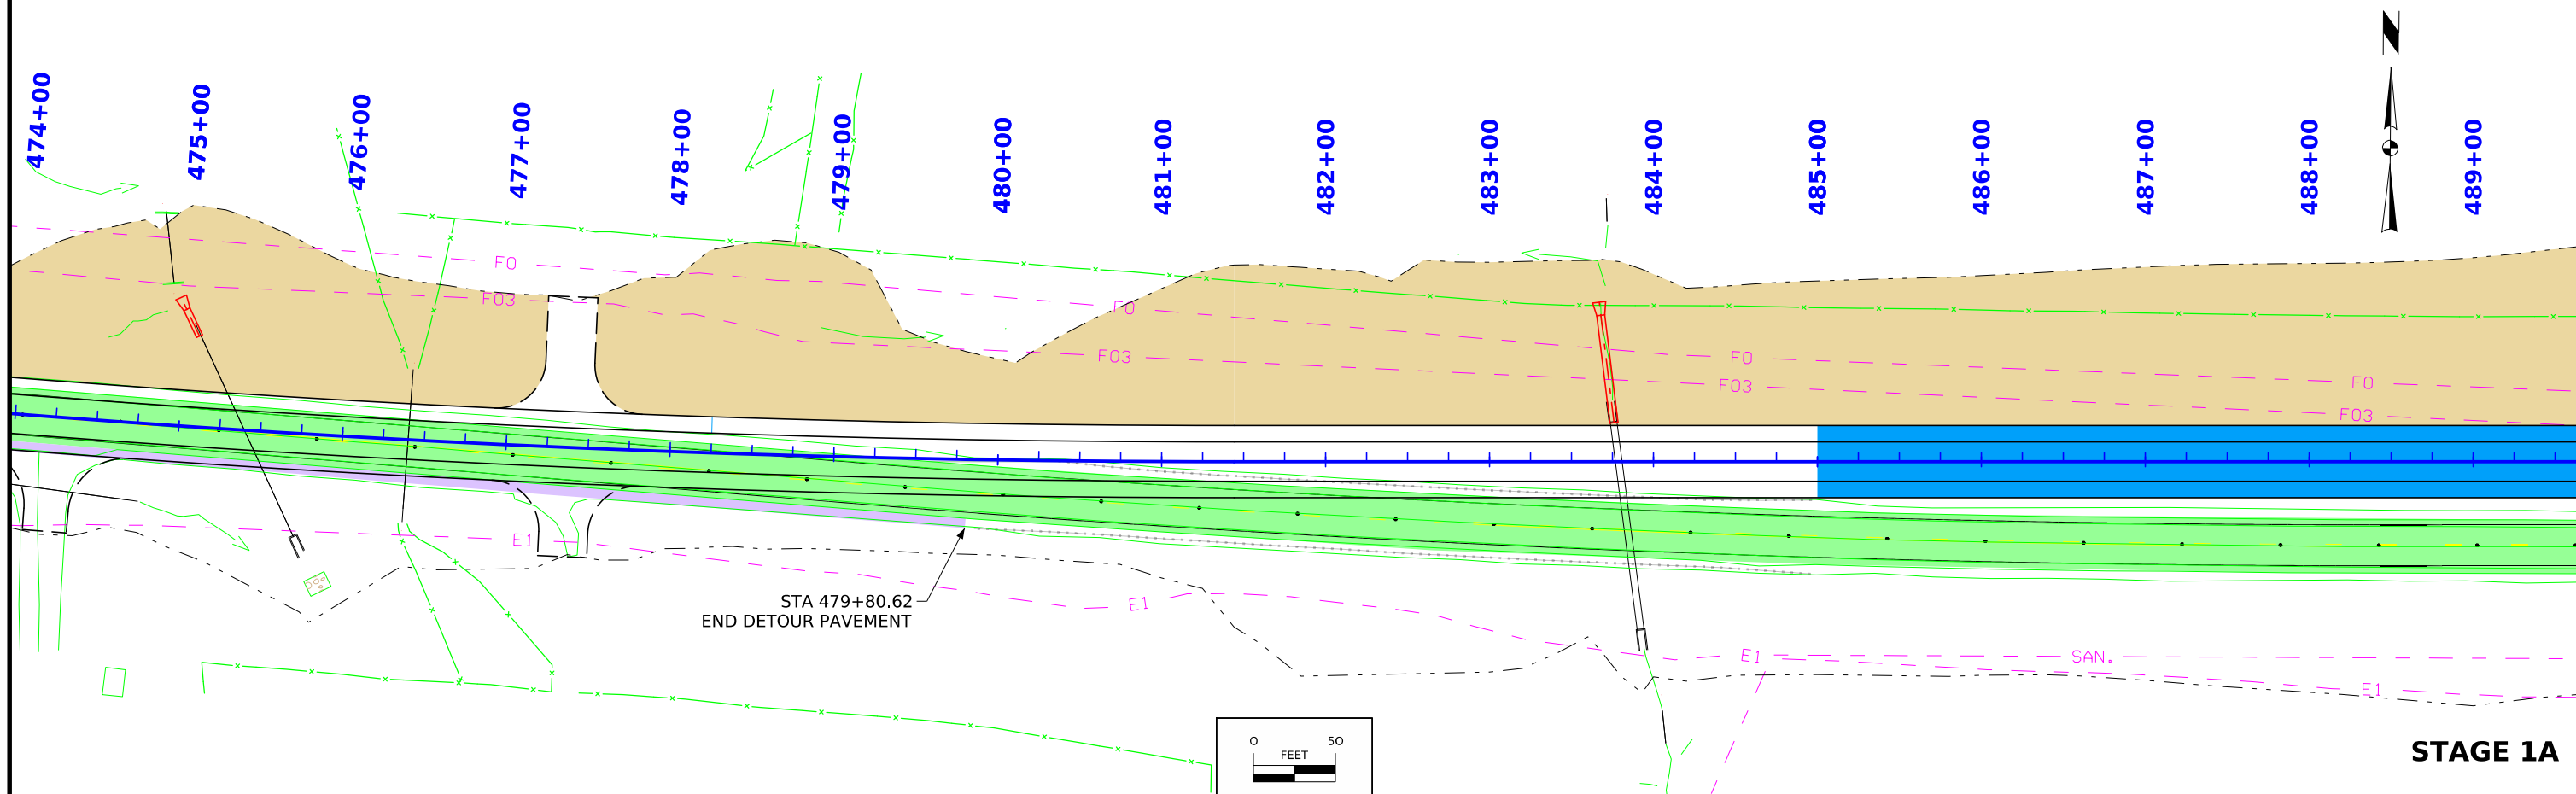 N
474+00
475+00
476+00
477+00
478+00
479+00
480+00
481+00
482+00
483+00
484+00
485+00
486+00
487+00
488+00
489+00
FO
FO3
FO
FO3
FO
FO3
FO
FO3
E1
E1
E1
SAN.
E1
STA 479+80.62
END DETOUR PAVEMENT
0 50
FEET
STAGE 1A